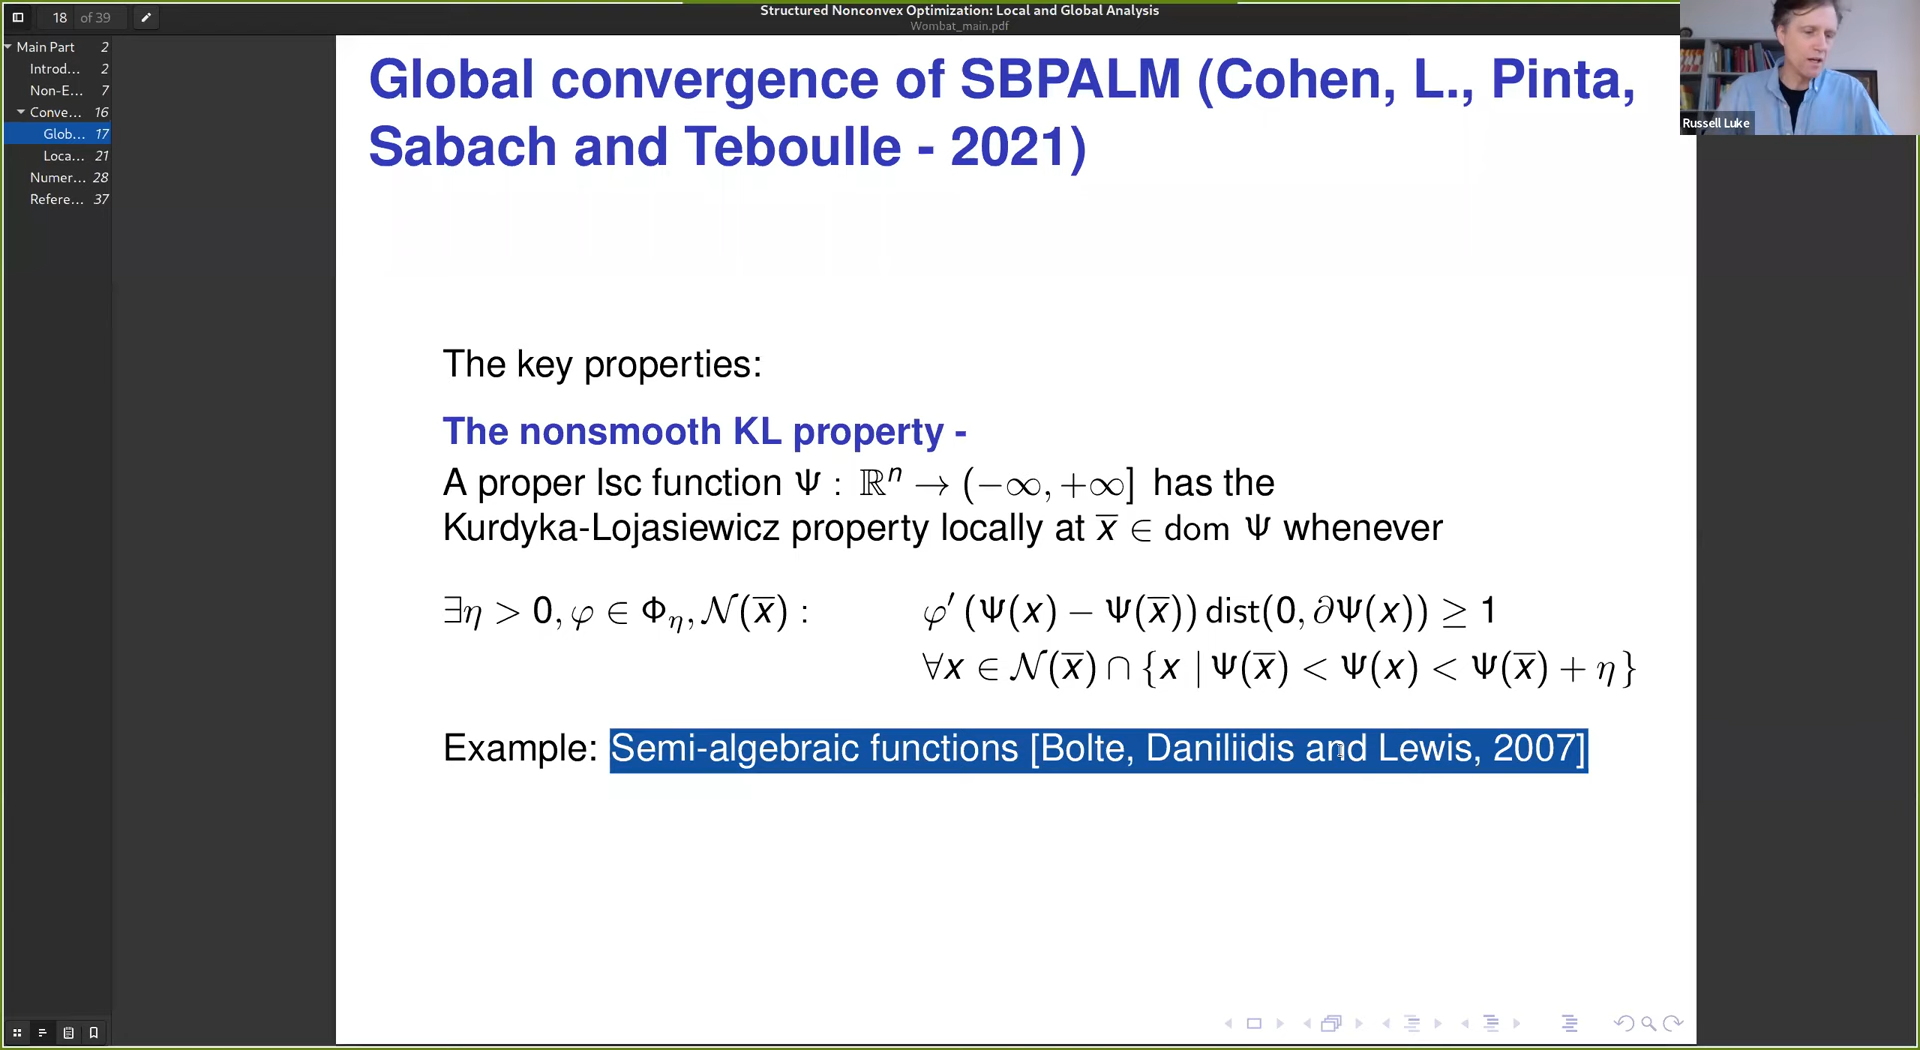 18 of 39
Structured Nonconvex Optimization: Local and Global Analysis
Wombat_main.pdf
Main Part 2
Introd... 2
Non-E... 7
Conve... 16
Glob... 17
Loca... 21
Numer... 28
Refere... 37
Russell Luke
Global convergence of SBPALM (Cohen, L., Pinta,
Sabach and Teboulle - 2021)
The key properties:
The nonsmooth KL property -
A proper lsc function Ψ : ℝⁿ → (−∞, +∞] has the
Kurdyka-Lojasiewicz property locally at x̅ ∈ dom Ψ whenever
∃η > 0, φ ∈ Φ_η, 𝒩(x̅) : φ′ (Ψ(x) − Ψ(x̅)) dist(0, ∂Ψ(x)) ≥ 1
∀x ∈ 𝒩(x̅) ∩ {x | Ψ(x̅) < Ψ(x) < Ψ(x̅) + η}
Example: Semi-algebraic functions [Bolte, Daniliidis and Lewis, 2007]